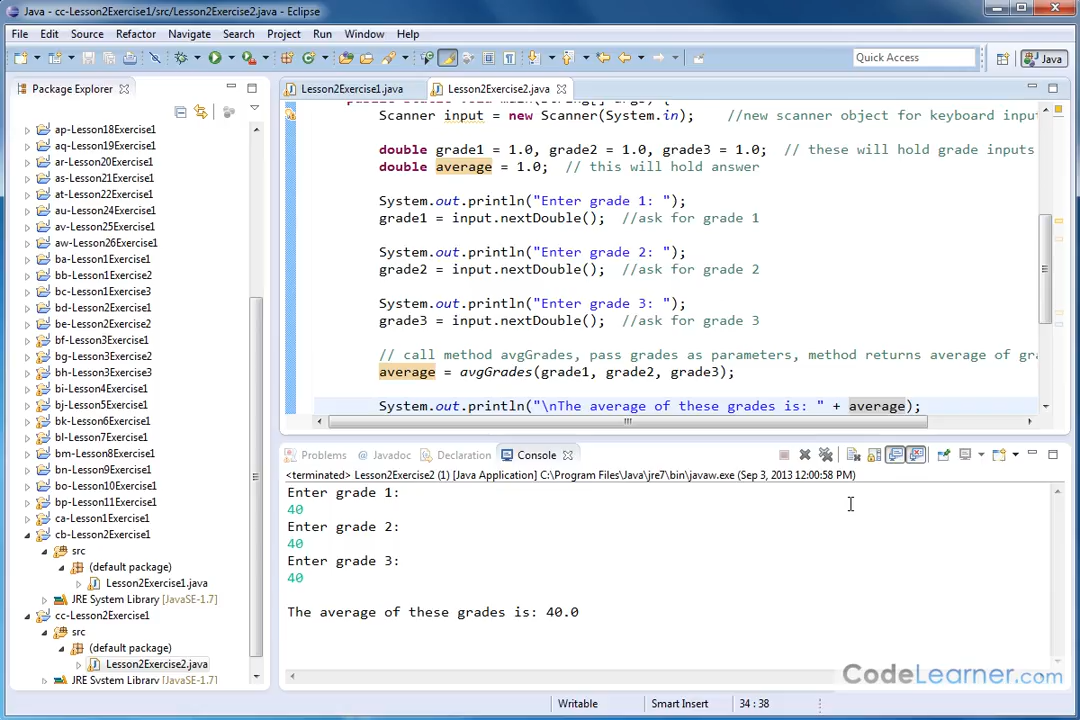 Java - cc-Lesson2Exercise1/src/Lesson2Exercise2.java - Eclipse
File Edit Source Refactor Navigate Search Project Run Window Help
Quick Access
Java
Package Explorer
ap-Lesson18Exercise1
aq-Lesson19Exercise1
ar-Lesson20Exercise1
as-Lesson21Exercise1
at-Lesson22Exercise1
au-Lesson24Exercise1
av-Lesson25Exercise1
aw-Lesson26Exercise1
ba-Lesson1Exercise1
bb-Lesson1Exercise2
bc-Lesson1Exercise3
bd-Lesson2Exercise1
be-Lesson2Exercise2
bf-Lesson3Exercise1
bg-Lesson3Exercise2
bh-Lesson3Exercise3
bi-Lesson4Exercise1
bj-Lesson5Exercise1
bk-Lesson6Exercise1
bl-Lesson7Exercise1
bm-Lesson8Exercise1
bn-Lesson9Exercise1
bo-Lesson10Exercise1
bp-Lesson11Exercise1
ca-Lesson1Exercise1
cb-Lesson2Exercise1
src
(default package)
Lesson2Exercise1.java
JRE System Library [JavaSE-1.7]
cc-Lesson2Exercise1
src
(default package)
Lesson2Exercise2.java
JRE System Library [JavaSE-1.7]
Lesson2Exercise1.java Lesson2Exercise2.java
public static void main(String[] args) {
Scanner input = new Scanner(System.in); //new scanner object for keyboard input
double grade1 = 1.0, grade2 = 1.0, grade3 = 1.0; // these will hold grade inputs
double average = 1.0; // this will hold answer
System.out.println("Enter grade 1: ");
grade1 = input.nextDouble(); //ask for grade 1
System.out.println("Enter grade 2: ");
grade2 = input.nextDouble(); //ask for grade 2
System.out.println("Enter grade 3: ");
grade3 = input.nextDouble(); //ask for grade 3
// call method avgGrades, pass grades as parameters, method returns average of gr
average = avgGrades(grade1, grade2, grade3);
System.out.println("\nThe average of these grades is: " + average);
Problems Javadoc Declaration Console
<terminated> Lesson2Exercise2 (1) [Java Application] C:\Program Files\Java\jre7\bin\javaw.exe (Sep 3, 2013 12:00:58 PM)
Enter grade 1:
40
Enter grade 2:
40
Enter grade 3:
40
The average of these grades is: 40.0
CodeLearner.com
Writable Smart Insert 34 : 38